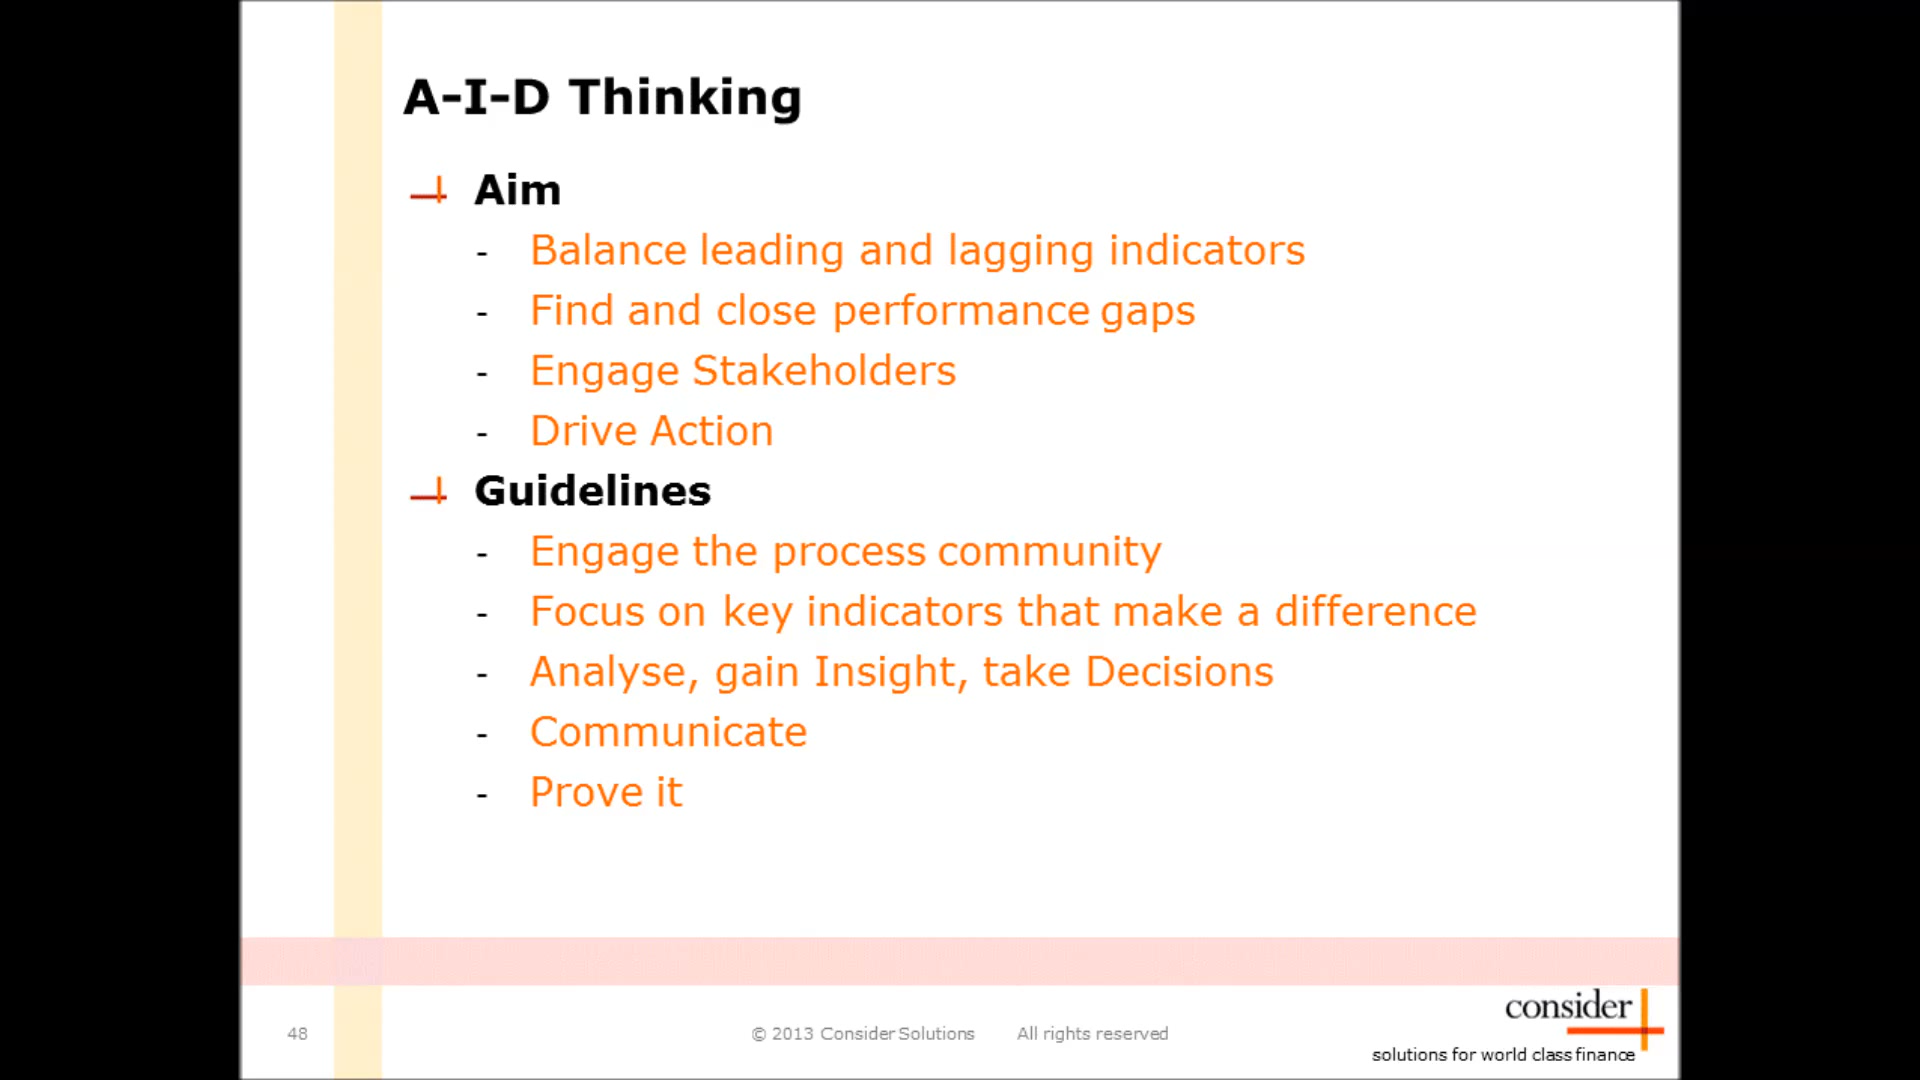 A-I-D Thinking
Aim
- Balance leading and lagging indicators
- Find and close performance gaps
- Engage Stakeholders
- Drive Action
Guidelines
- Engage the process community
- Focus on key indicators that make a difference
- Analyse, gain Insight, take Decisions
- Communicate
- Prove it
consider
48 © 2013 Consider Solutions All rights reserved
solutions for world class finance